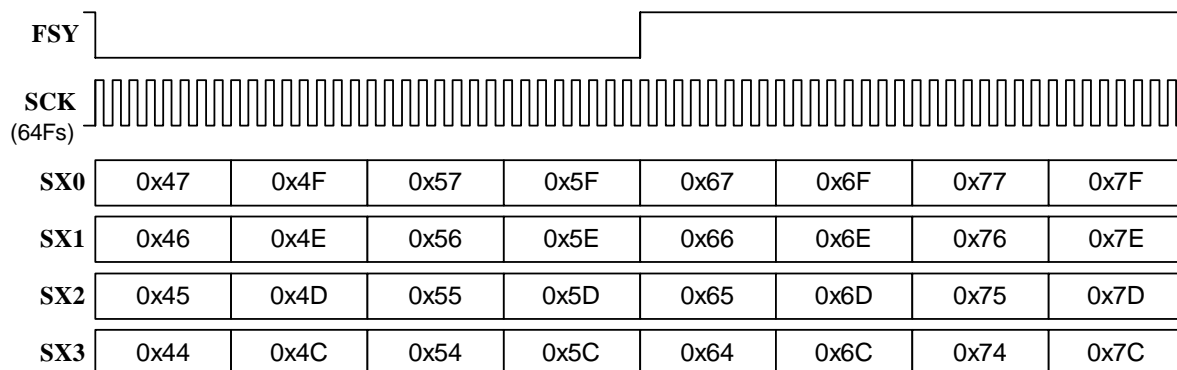 FSY
SCK
(64Fs)
SX0 0x47 0x4F 0x57 0x5F 0x67 0x6F 0x77 0x7F
SX1 0x46 0x4E 0x56 0x5E 0x66 0x6E 0x76 0x7E
SX2 0x45 0x4D 0x55 0x5D 0x65 0x6D 0x75 0x7D
SX3 0x44 0x4C 0x54 0x5C 0x64 0x6C 0x74 0x7C